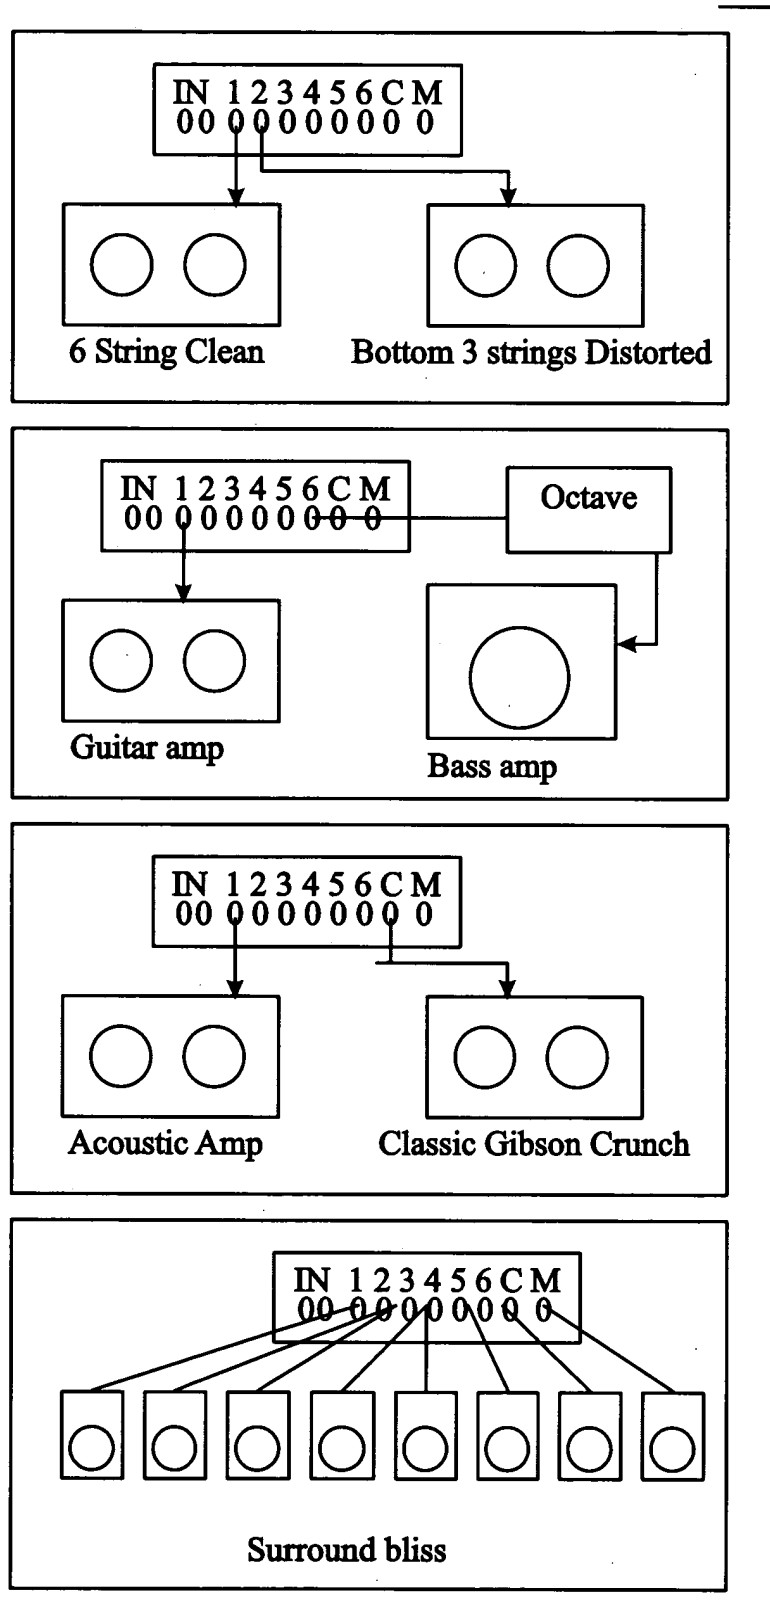 IN 1 2 3 4 5 6 C M
00 0 0 0 0 0 0 0 0
6 String Clean
Bottom 3 strings Distorted
IN 1 2 3 4 5 6 C M
00 0 0 0 0 0 0 0 0
Octave
Guitar amp
Bass amp
IN 1 2 3 4 5 6 C M
00 0 0 0 0 0 0 0 0
Acoustic Amp
Classic Gibson Crunch
IN 1 2 3 4 5 6 C M
00 0 0 0 0 0 0 0 0
Surround bliss